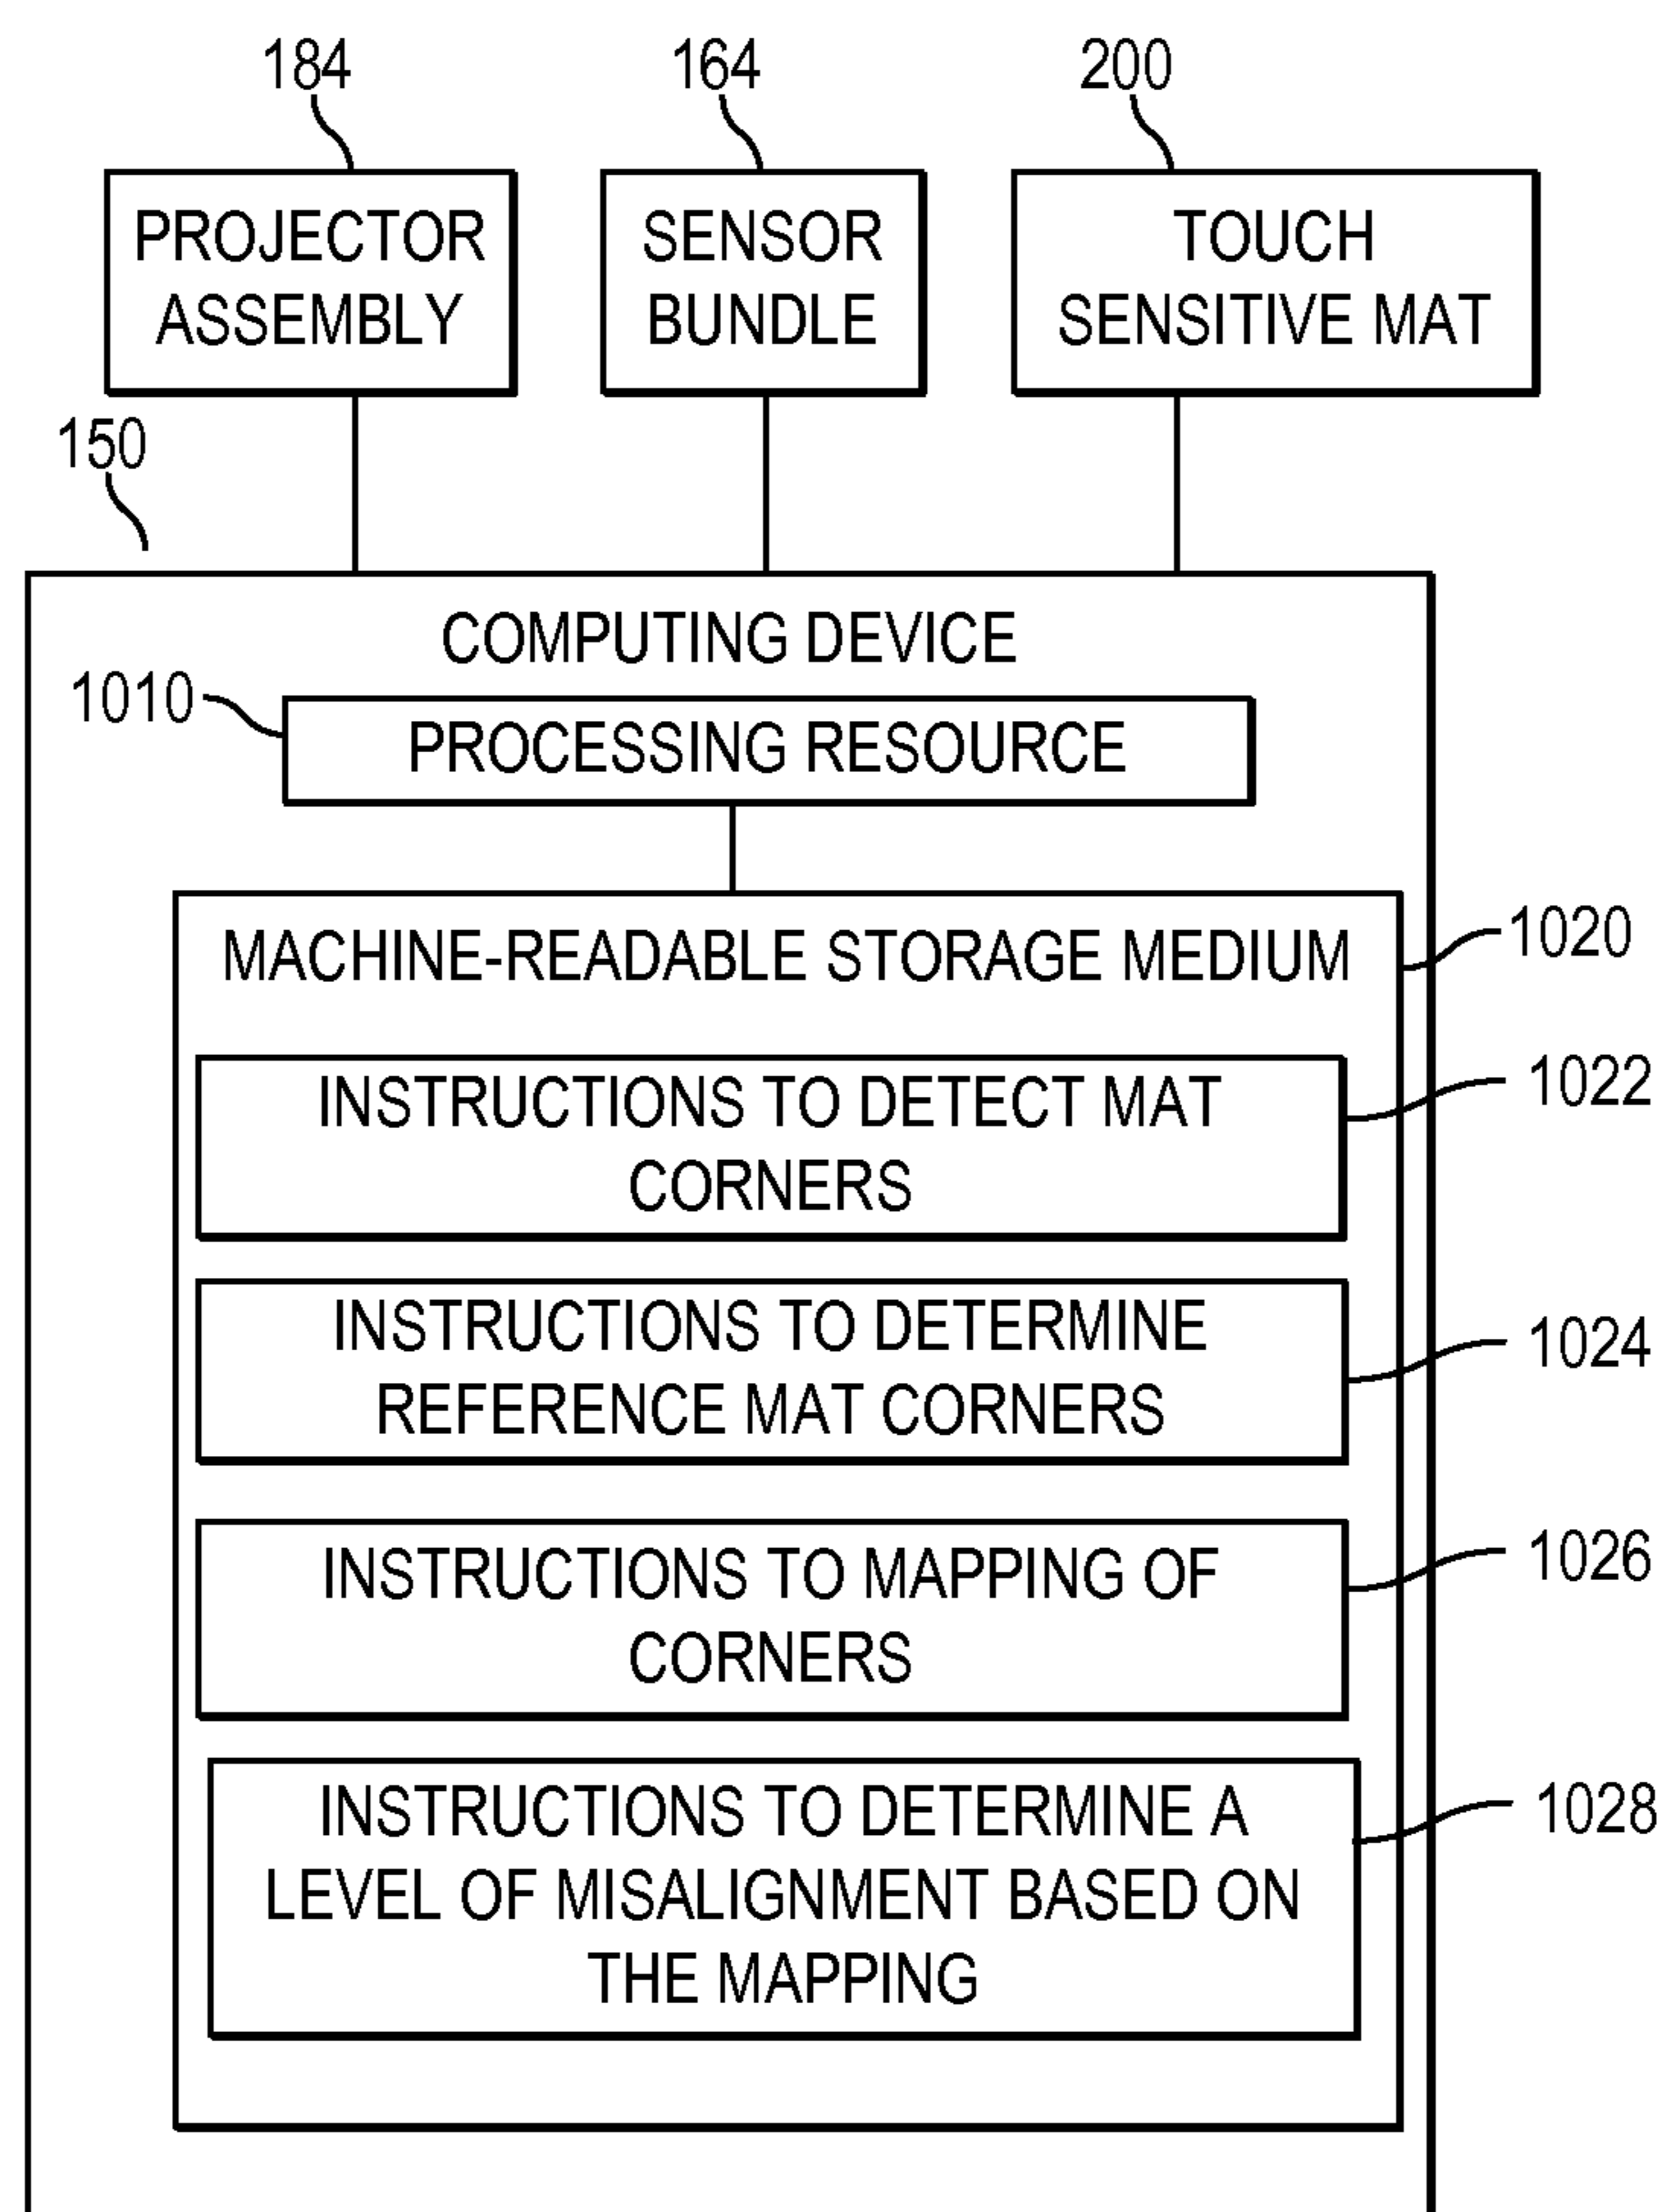 184
164
200
PROJECTOR
ASSEMBLY
SENSOR
BUNDLE
TOUCH
SENSITIVE MAT
150
COMPUTING DEVICE
1010
PROCESSING RESOURCE
MACHINE-READABLE STORAGE MEDIUM
1020
INSTRUCTIONS TO DETECT MAT
CORNERS
1022
INSTRUCTIONS TO DETERMINE
REFERENCE MAT CORNERS
1024
INSTRUCTIONS TO MAPPING OF
CORNERS
1026
INSTRUCTIONS TO DETERMINE A
LEVEL OF MISALIGNMENT BASED ON
THE MAPPING
1028